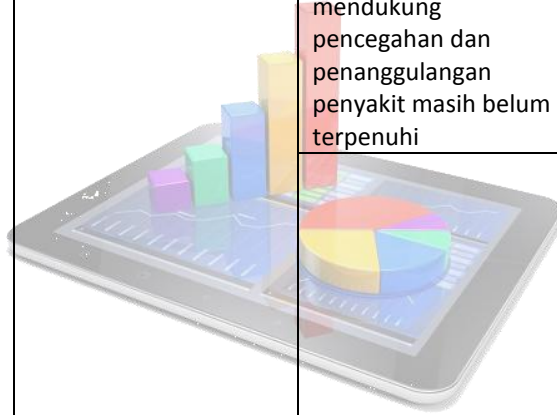 mendukung
pencegahan dan
penanggulangan
penyakit masih belum
terpenuhi